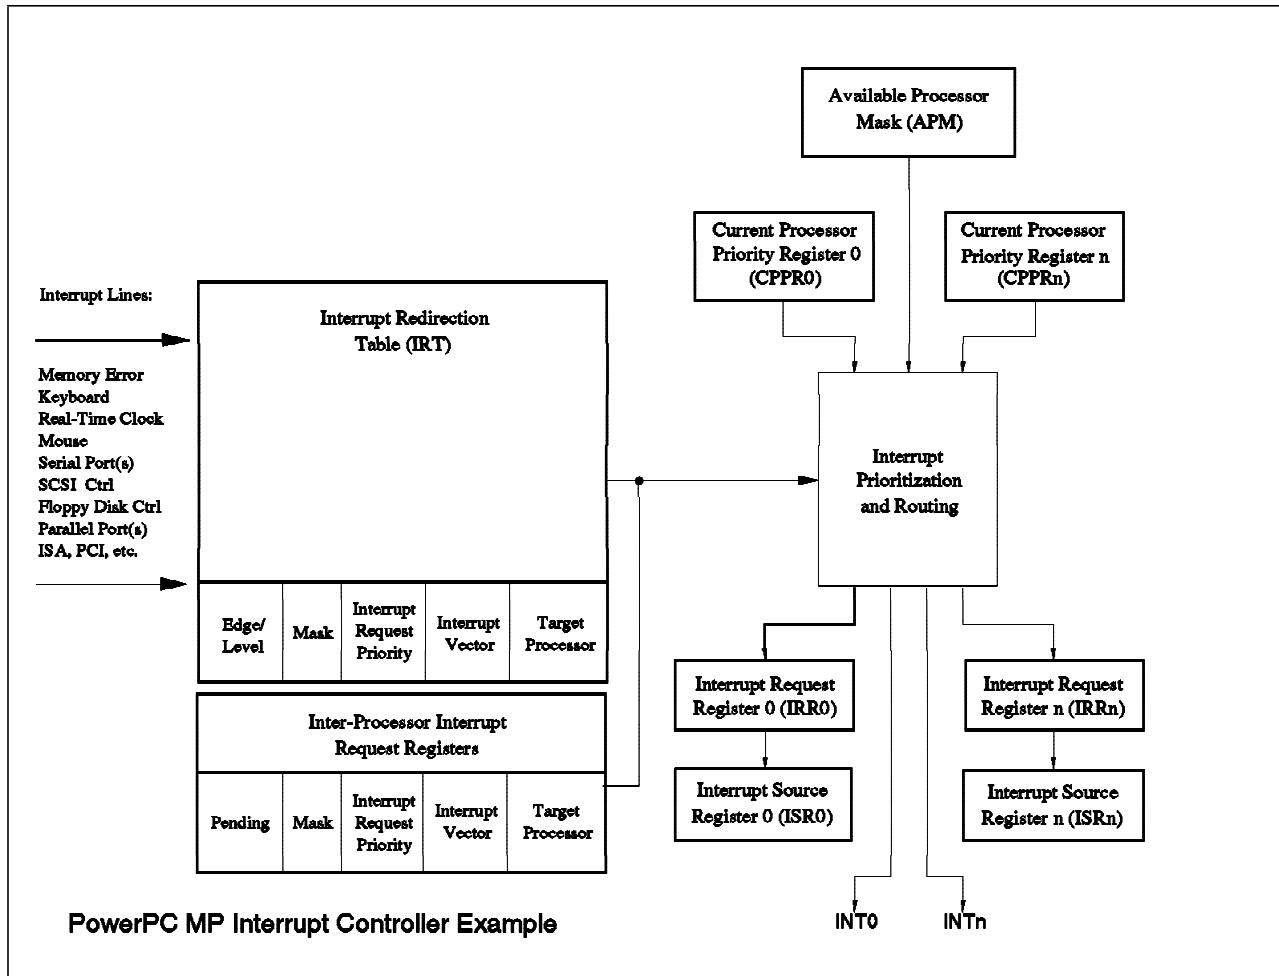 Available Processor
Mask (APM)
Current Processor
Priority Register 0
(CPPR0)
Current Processor
Priority Register n
(CPPRn)
Interrupt Lines:
Memory Error
Keyboard
Real-Time Clock
Mouse
Serial Port(s)
SCSI Ctrl
Floppy Disk Ctrl
Parallel Port(s)
ISA, PCI, etc.
Interrupt Redirection
Table (IRT)
Edge/
Level
Mask
Interrupt
Request
Priority
Interrupt
Vector
Target
Processor
Inter-Processor Interrupt
Request Registers
Pending
Mask
Interrupt
Request
Priority
Interrupt
Vector
Target
Processor
Interrupt
Prioritization
and Routing
Interrupt Request
Register 0 (IRR0)
Interrupt Request
Register n (IRRn)
Interrupt Source
Register 0 (ISR0)
Interrupt Source
Register n (ISRn)
INT0
INTn
PowerPC MP Interrupt Controller Example